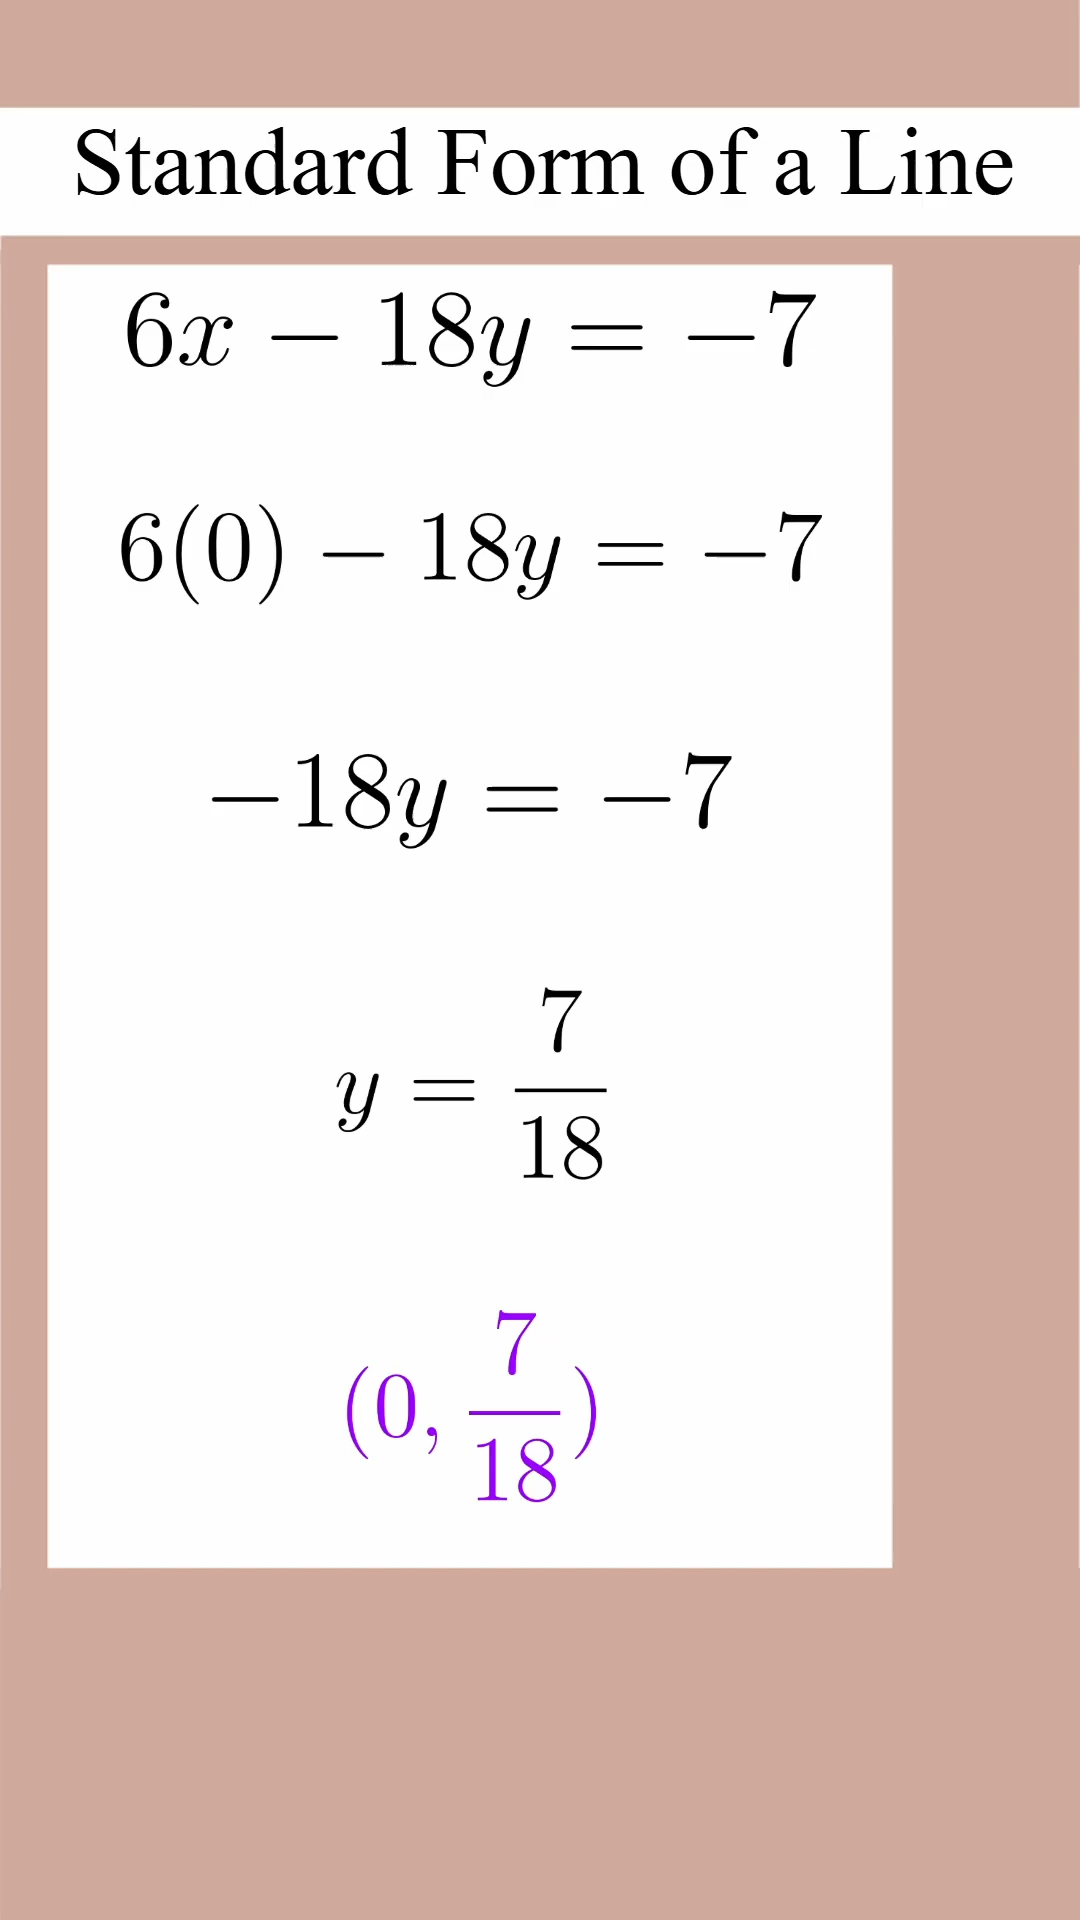 Standard Form of a Line
6x − 18y = −7
6(0) − 18y = −7
−18y = −7
y = 7/18
(0, 7/18)